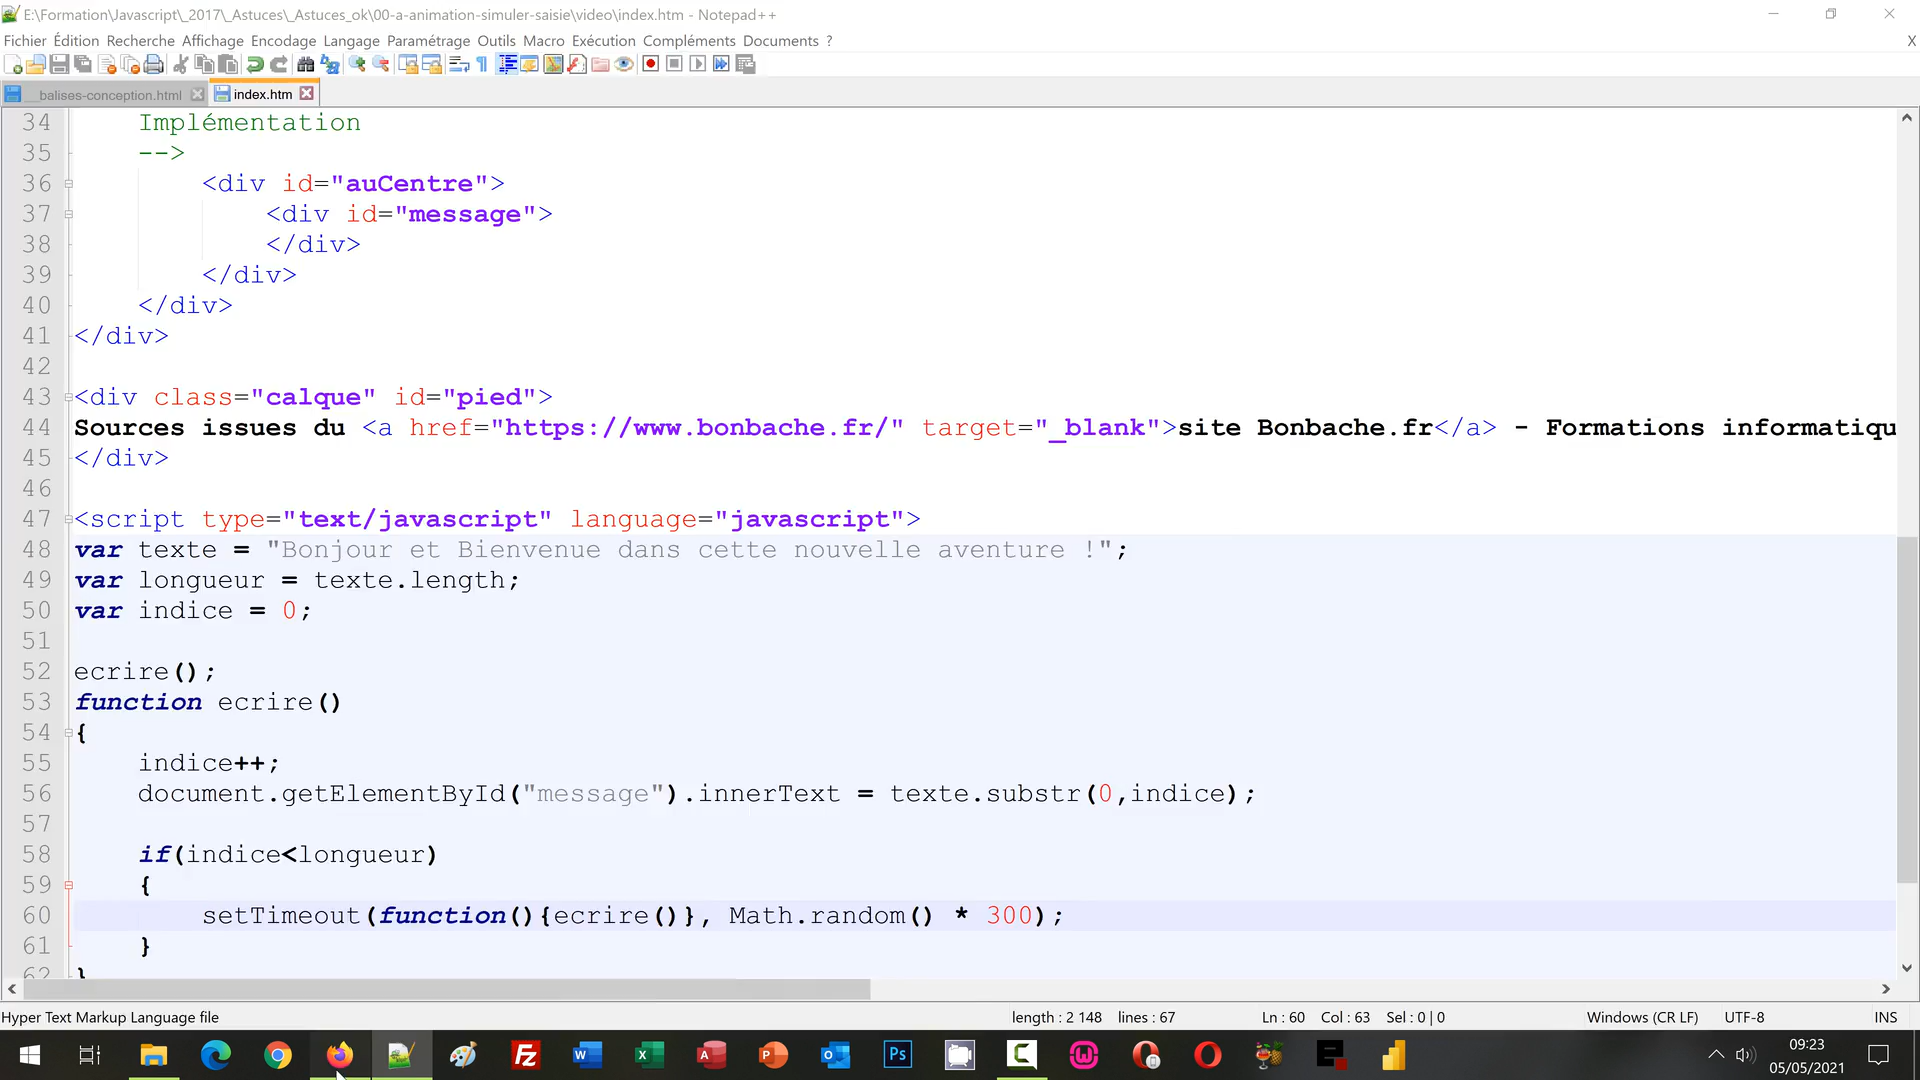 E:\Formation\Javascript\_2017\_Astuces\_Astuces_ok\00-a-animation-simuler-saisie\video\index.htm - Notepad++
Fichier Édition Recherche Affichage Encodage Langage Paramétrage Outils Macro Exécution Compléments Documents ? X
__balises-conception.html index.htm
34 Implémentation
35 -->
36 <div id="auCentre">
37 <div id="message">
38 </div>
39 </div>
40 </div>
41 </div>
42
43 <div class="calque" id="pied">
44 Sources issues du <a href="https://www.bonbache.fr/" target="_blank">site Bonbache.fr</a> - Formations informatiqu
45 </div>
46
47 <script type="text/javascript" language="javascript">
48 var texte = "Bonjour et Bienvenue dans cette nouvelle aventure !";
49 var longueur = texte.length;
50 var indice = 0;
51
52 ecrire();
53 function ecrire()
54 {
55 indice++;
56 document.getElementById("message").innerText = texte.substr(0,indice);
57
58 if(indice<longueur)
59 {
60 setTimeout(function(){ecrire()}, Math.random() * 300);
61 }
62 }
Hyper Text Markup Language file length : 2 148 lines : 67 Ln : 60 Col : 63 Sel : 0 | 0 Windows (CR LF) UTF-8 INS
09:23
05/05/2021